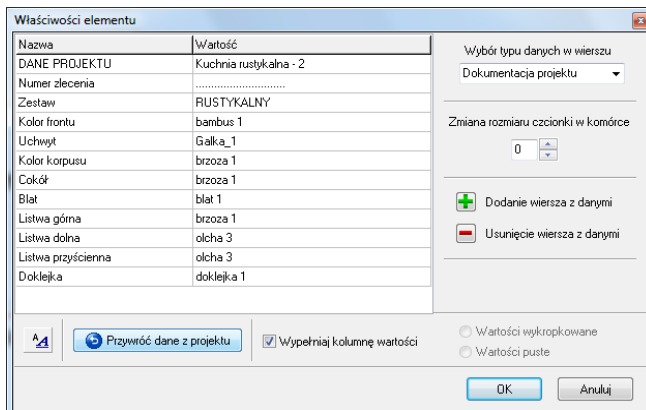 Właściwości elementu
Nazwa Wartość
DANE PROJEKTU Kuchnia rustykalna - 2
Numer zlecenia ..............................
Zestaw RUSTYKALNY
Kolor frontu bambus 1
Uchwyt Galka_1
Kolor korpusu brzoza 1
Cokół brzoza 1
Blat blat 1
Listwa górna brzoza 1
Listwa dolna olcha 3
Listwa przyścienna olcha 3
Doklejka doklejka 1
Wybór typu danych w wierszu
Dokumentacja projektu
Zmiana rozmiaru czcionki w komórce
0
Dodanie wiersza z danymi
Usunięcie wiersza z danymi
AA Przywróć dane z projektu Wypełniaj kolumnę wartości
Wartości wykropkowane
Wartości puste
OK Anuluj